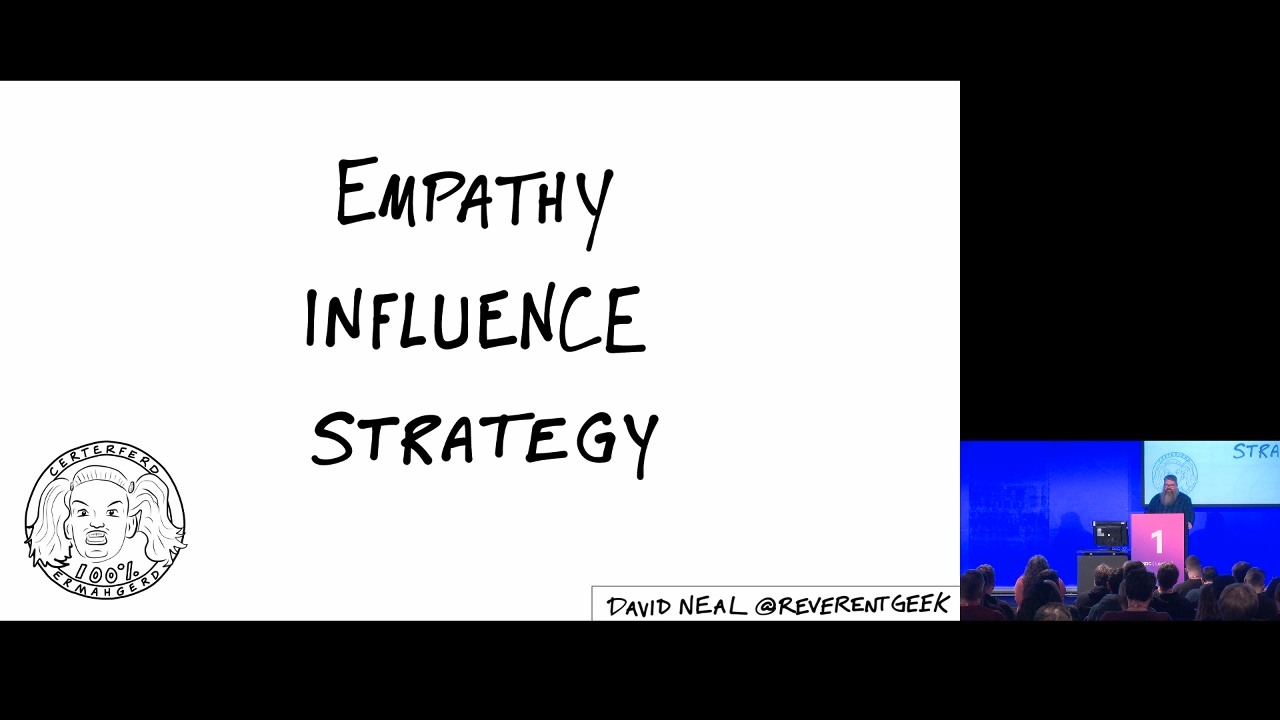 EMPATHY
INFLUENCE
STRATEGY
CERTERFERD
100%
ERMAHGERD
DAVID NEAL @REVERENTGEEK
STRA
1